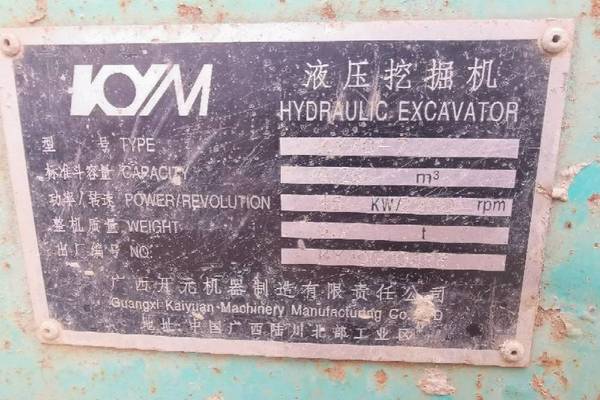 KOYM
液压挖掘机
HYDRAULIC EXCAVATOR
型 号 TYPE
标准斗容量 CAPACITY m³
功率/转速 POWER/REVOLUTION KW/ rpm
整机质量 WEIGHT t
出厂编号 NO:
广西开元机器制造有限责任公司
Guangxi Kaiyuan Machinery Manufacturing Co.
地址:中国广西陆川北部工业区